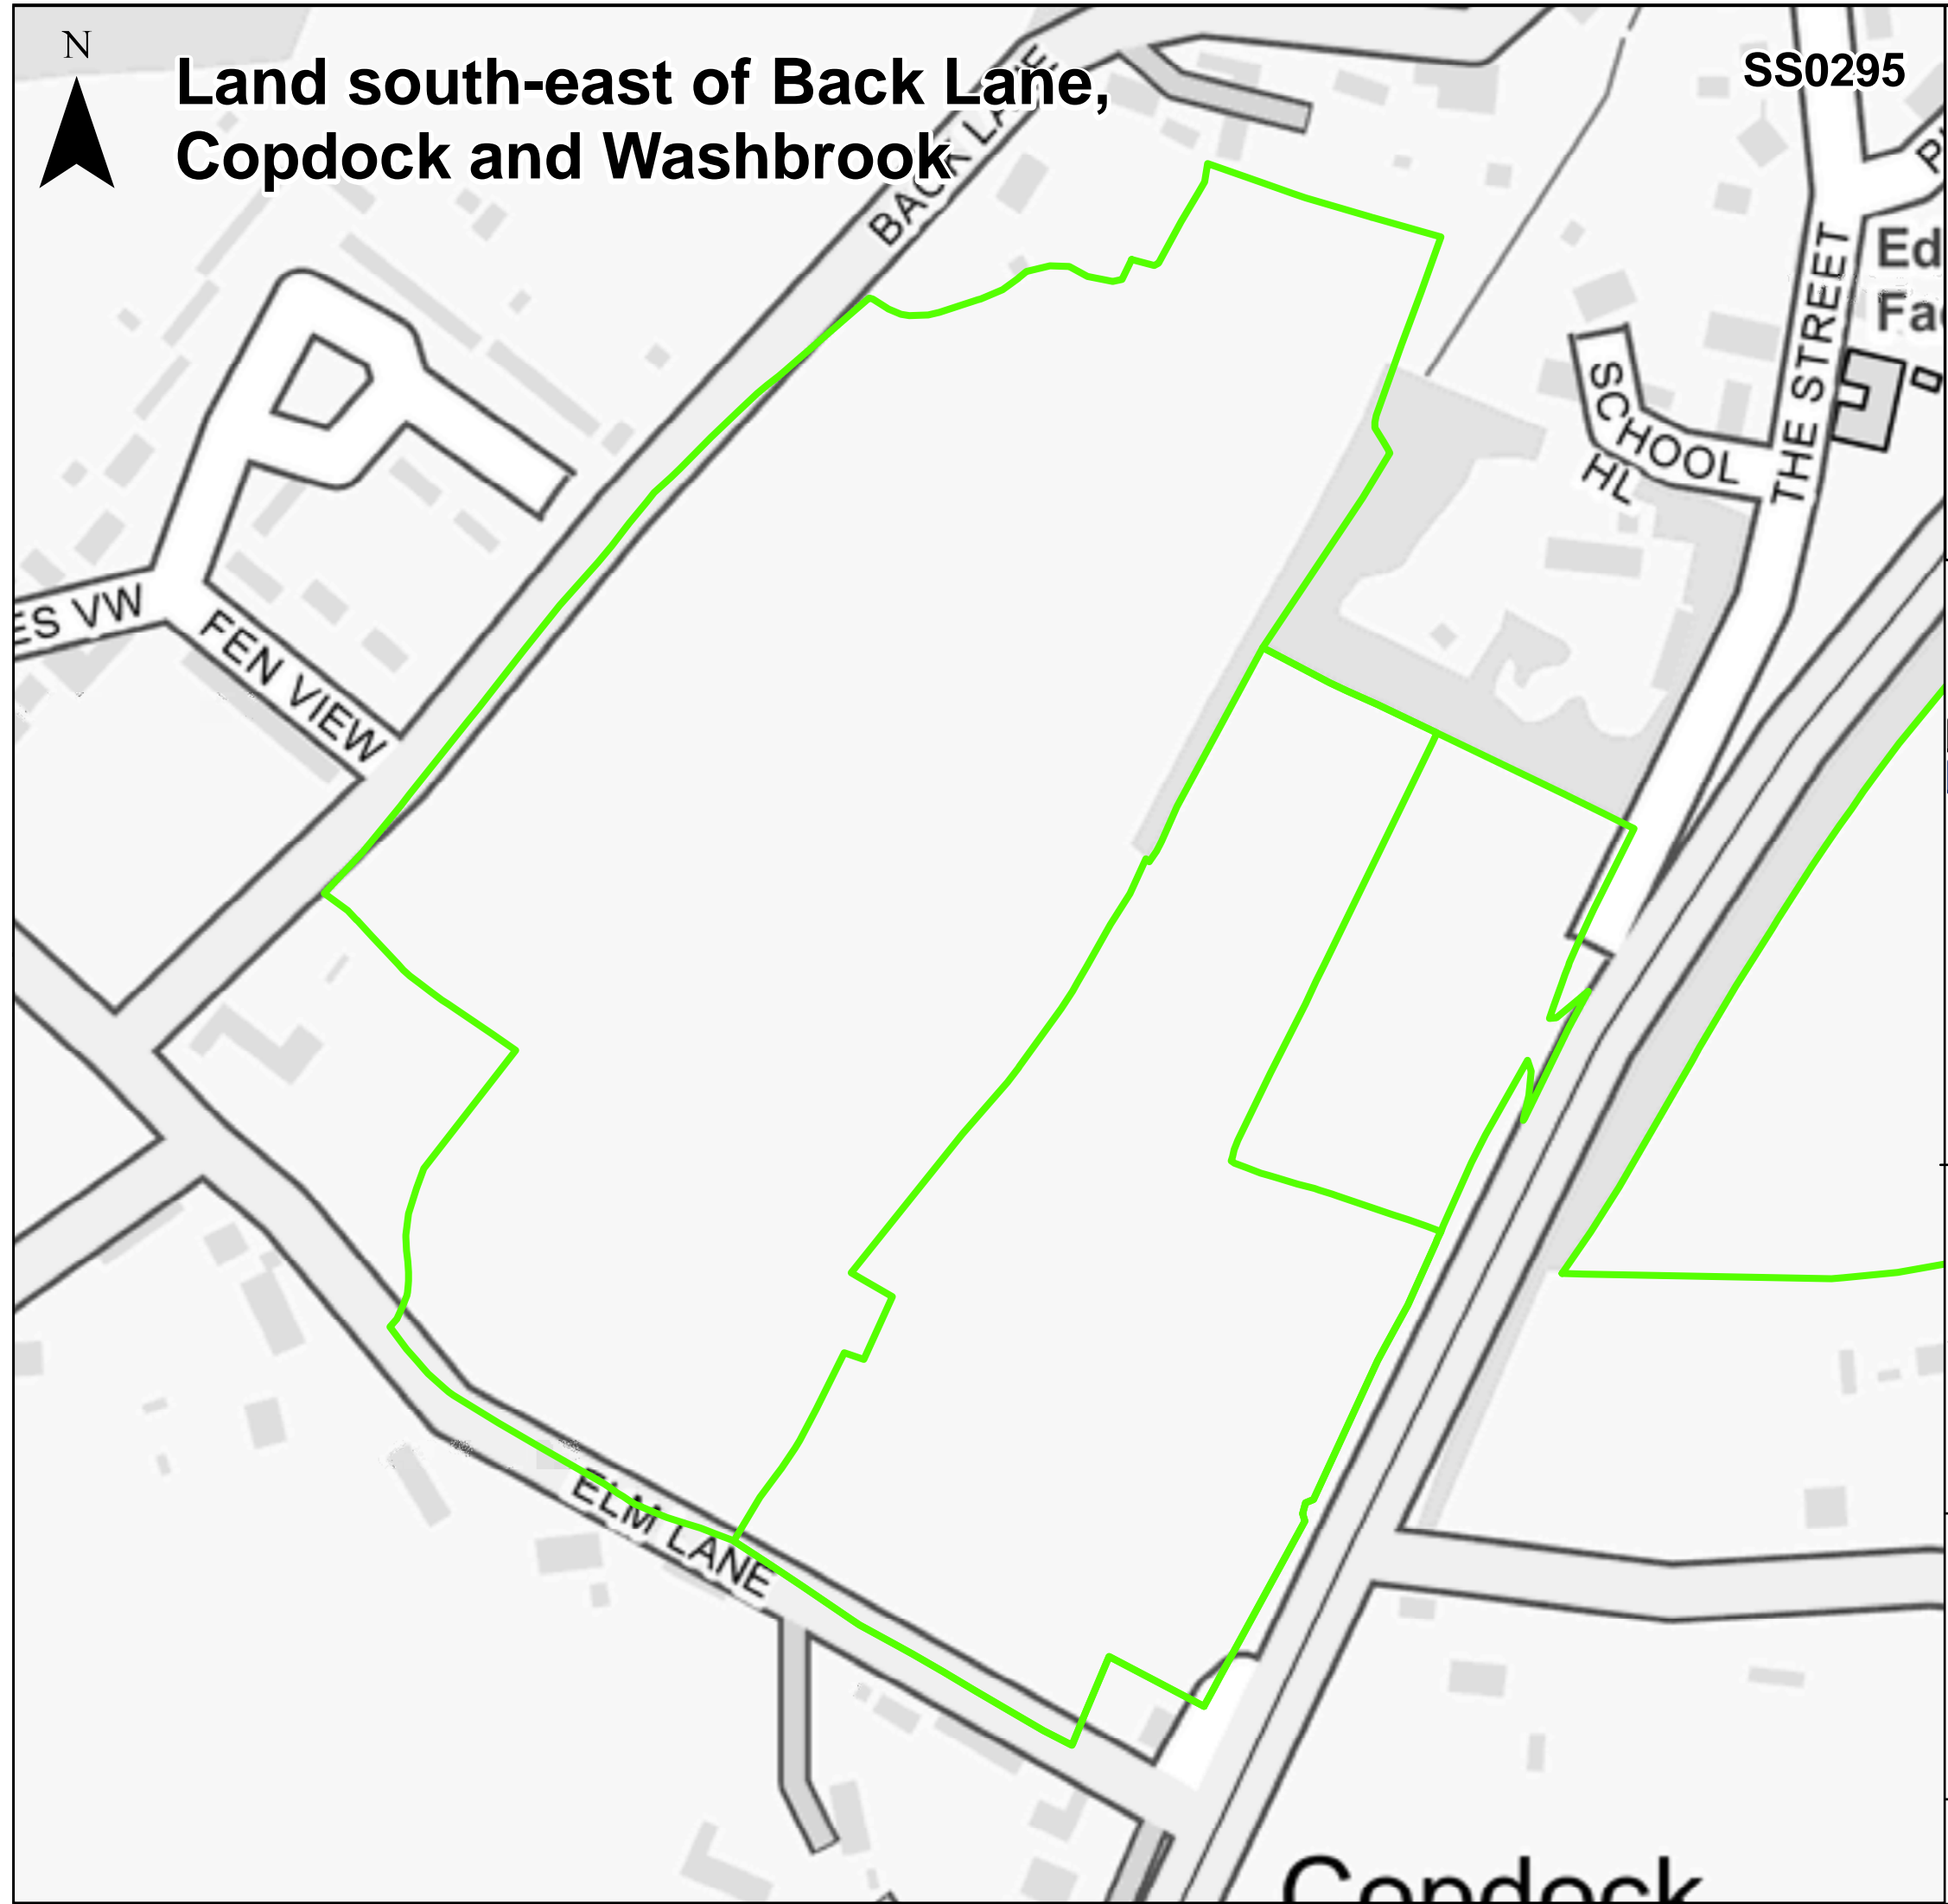 N
Land south-east of Back Lane,
Copdock and Washbrook
SS0295
BACK LANE
THE STREET
Ed
Fa
SCHOOL
HL
ES VW
FEN VIEW
ELM LANE
Copdock